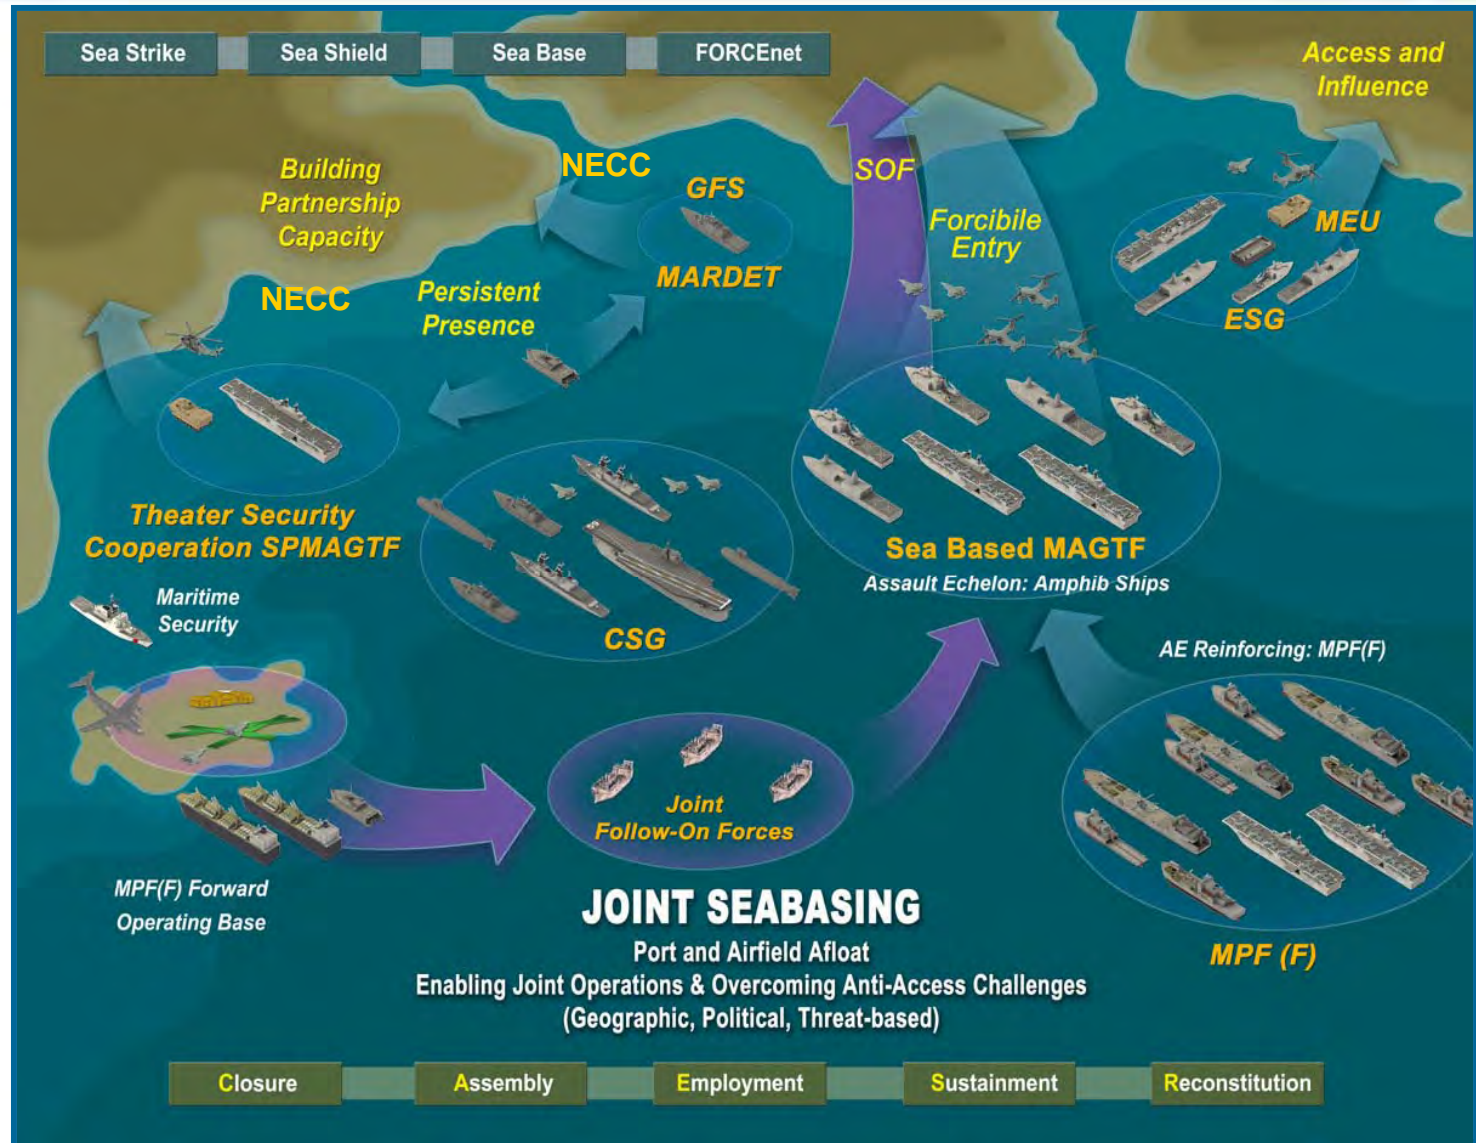 Sea Strike
Sea Shield
Sea Base
FORCEnet
Access and
Influence
Building
Partnership
Capacity
NECC
GFS
MARDET
SOF
Forcibile
Entry
MEU
ESG
NECC
Persistent
Presence
Theater Security
Cooperation SPMAGTF
CSG
Sea Based MAGTF
Assault Echelon: Amphib Ships
Maritime
Security
AE Reinforcing: MPF(F)
Joint
Follow-On Forces
MPF(F) Forward
Operating Base
MPF (F)
JOINT SEABASING
Port and Airfield Afloat
Enabling Joint Operations & Overcoming Anti-Access Challenges
(Geographic, Political, Threat-based)
Closure
Assembly
Employment
Sustainment
Reconstitution